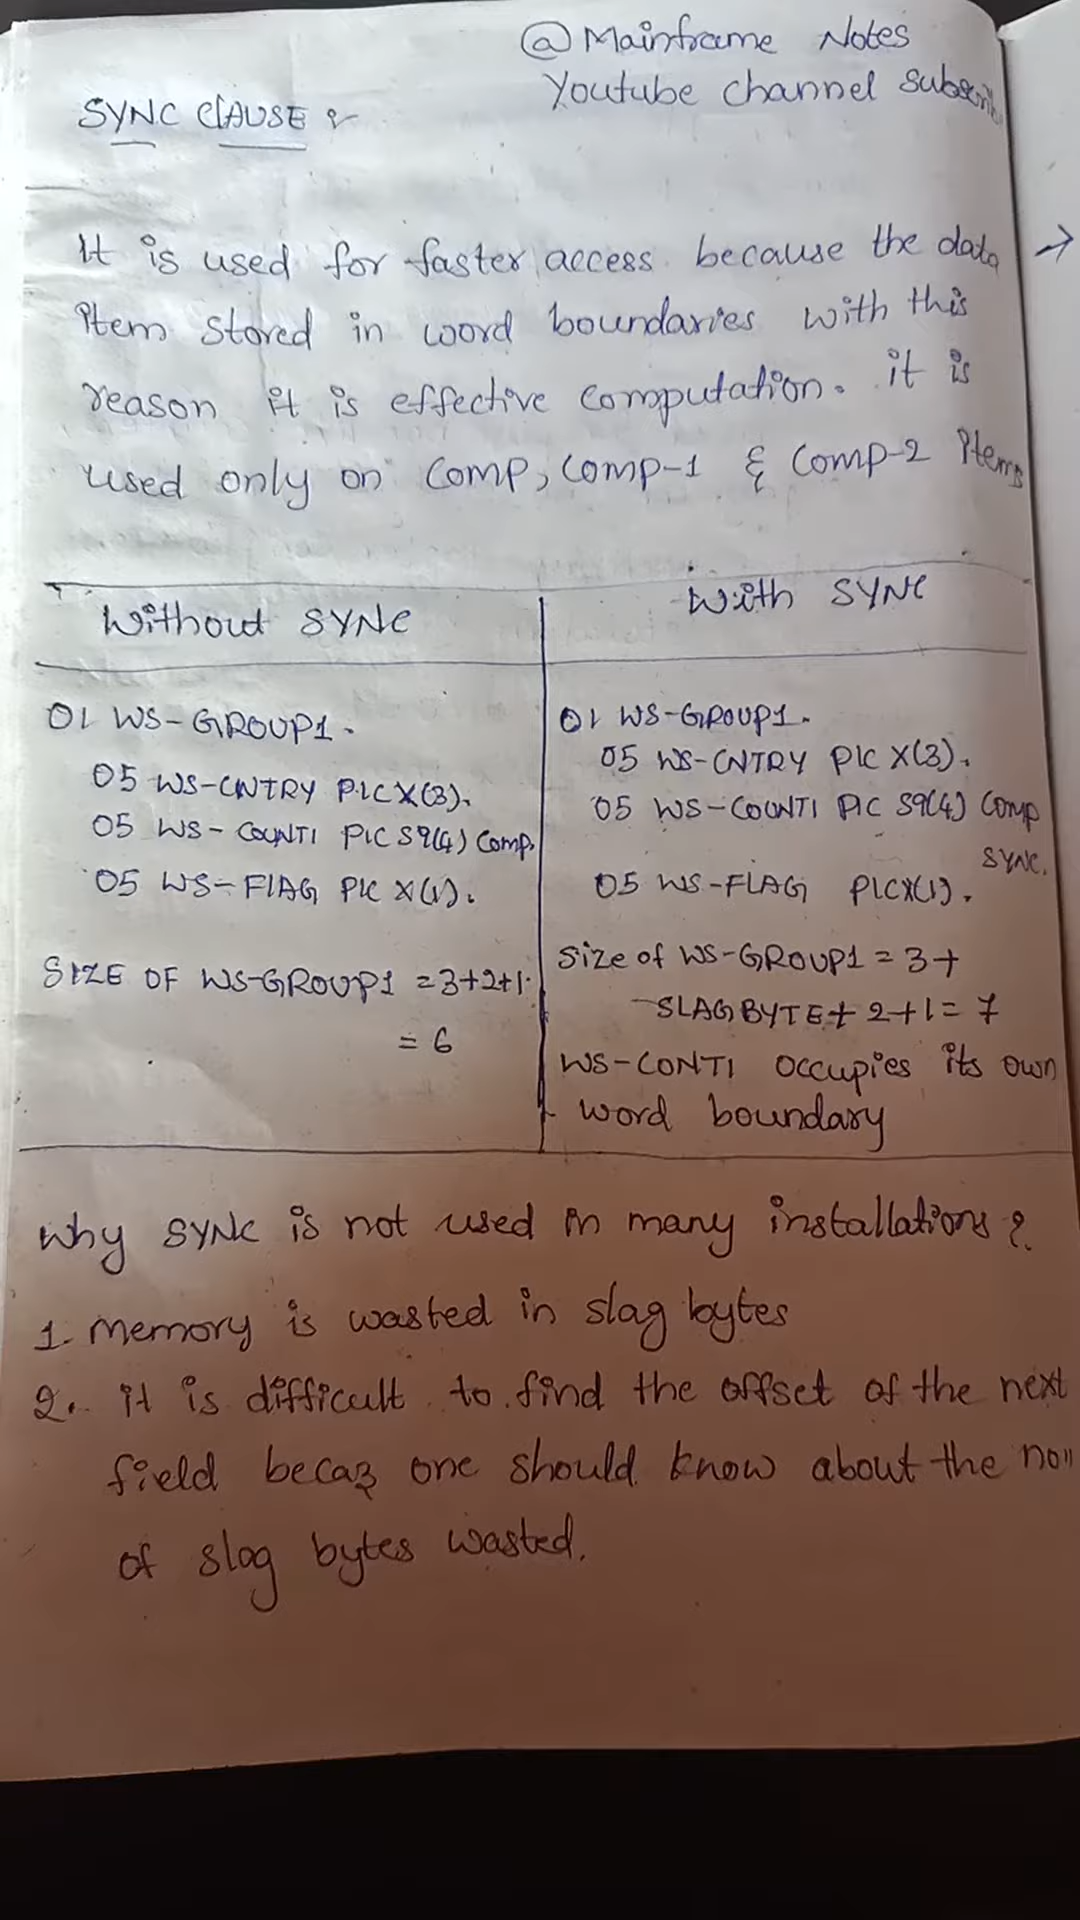 @ Mainframe Notes
Youtube channel
SYNC ClAUSE :-
It is used for faster access because the data
item stored in word boundaries with this
reason it is effective computation. it is
used only on Comp, Comp-1 & Comp-2 Items
Without SYNC
01 WS-GROUP1.
05 WS-CNTRY PIC X(3).
05 WS-COUNT1 PIC S9(4) Comp.
05 WS-FlAG PIC X(1).
SIZE OF WS-GROUP1 = 3+2+1
= 6
With SYNC
01 WS-GROUP1.
05 WS-CNTRY PIC X(3).
05 WS-COUNT1 PIC S9(4) Comp
SYNC.
05 WS-FLAG PIC X(1).
Size of WS-GROUP1 = 3+
SLAG BYTE+ 2+1= 7
WS-CONT1 occupies its own
word boundary
Why SYNC is not used in many installations?
1. Memory is wasted in slag bytes
2. it is difficult to find the offset of the next
field becaz one should know about the no
of slag bytes wasted.